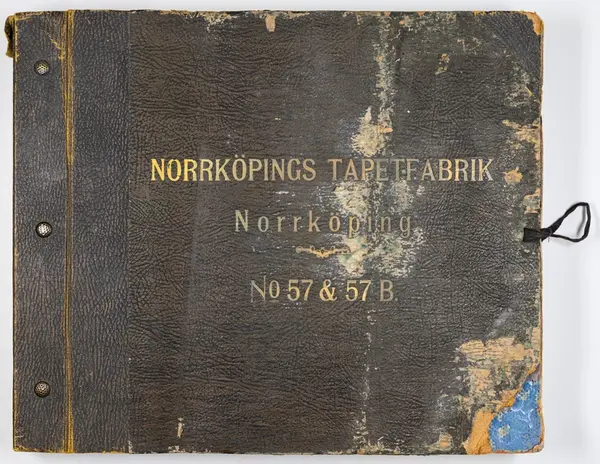 NORRKÖPINGS TAPETFABRIK
Norrköping
No 57 & 57 B.